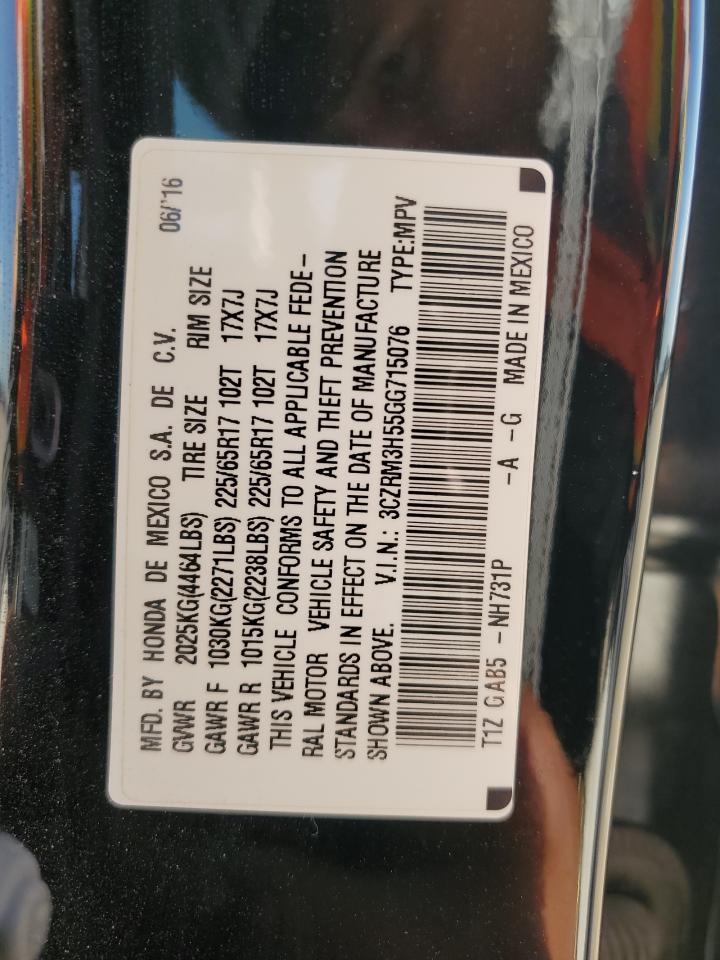 MFD. BY HONDA DE MEXICO S.A. DE C.V. 06/'16
GVWR 2025KG(4464LBS) TIRE SIZE RIM SIZE
GAWR F 1030KG(2271LBS) 225/65R17 102T 17X7J
GAWR R 1015KG(2238LBS) 225/65R17 102T 17X7J
THIS VEHICLE CONFORMS TO ALL APPLICABLE FEDE-
RAL MOTOR VEHICLE SAFETY AND THEFT PREVENTION
STANDARDS IN EFFECT ON THE DATE OF MANUFACTURE
SHOWN ABOVE. V.I.N.: 3CZRM3H55GG715076 TYPE:MPV
T1Z GAB5 -NH731P -A -G MADE IN MEXICO